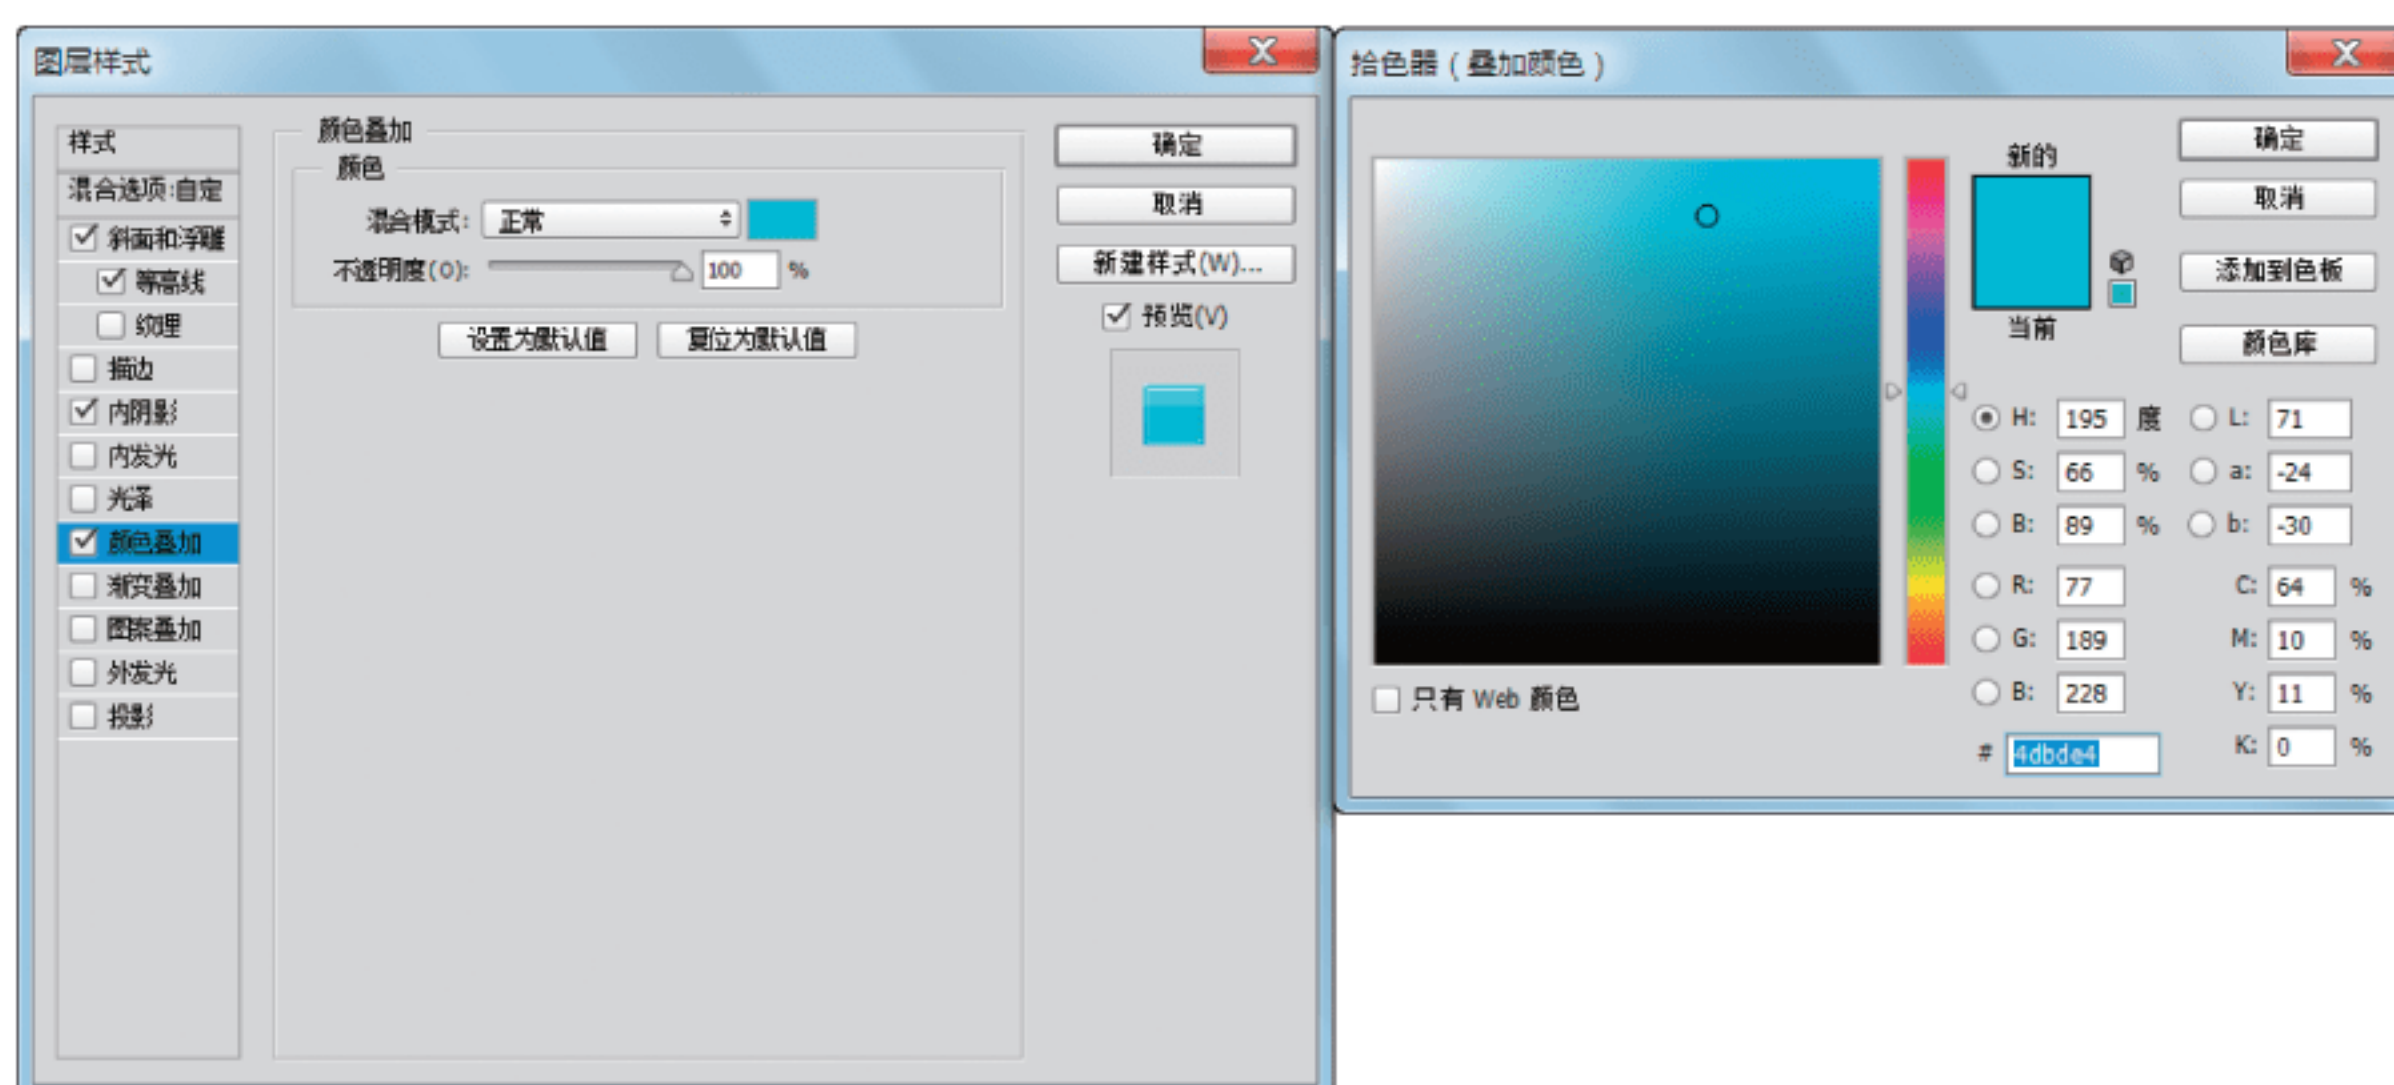 图层样式
样式
混合选项:自定
斜面和浮雕
等高线
纹理
描边
内阴影
内发光
光泽
颜色叠加
渐变叠加
图案叠加
外发光
投影
颜色叠加
颜色
混合模式: 正常
不透明度(O): 100 %
设置为默认值 复位为默认值
确定
取消
新建样式(W)...
预览(V)
拾色器(叠加颜色)
新的
当前
确定
取消
添加到色板
颜色库
H: 195 度 L: 71
S: 66 % a: -24
B: 89 % b: -30
R: 77 C: 64 %
G: 189 M: 10 %
B: 228 Y: 11 %
# 4dbde4 K: 0 %
只有 Web 颜色